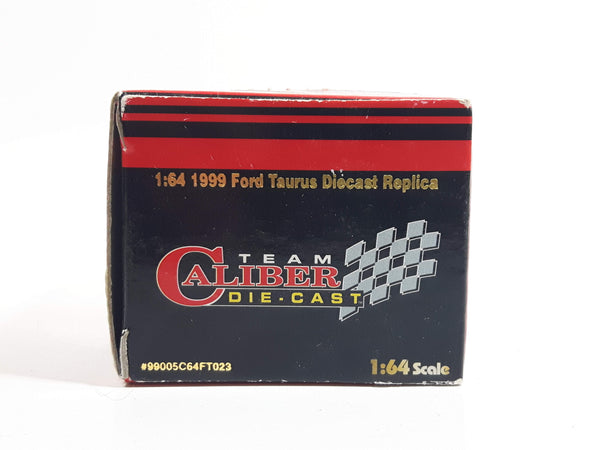 1:64 1999 Ford Taurus Diecast Replica
TEAM
CALIBER
DIE-CAST
#99005C64FT023
1:64 Scale